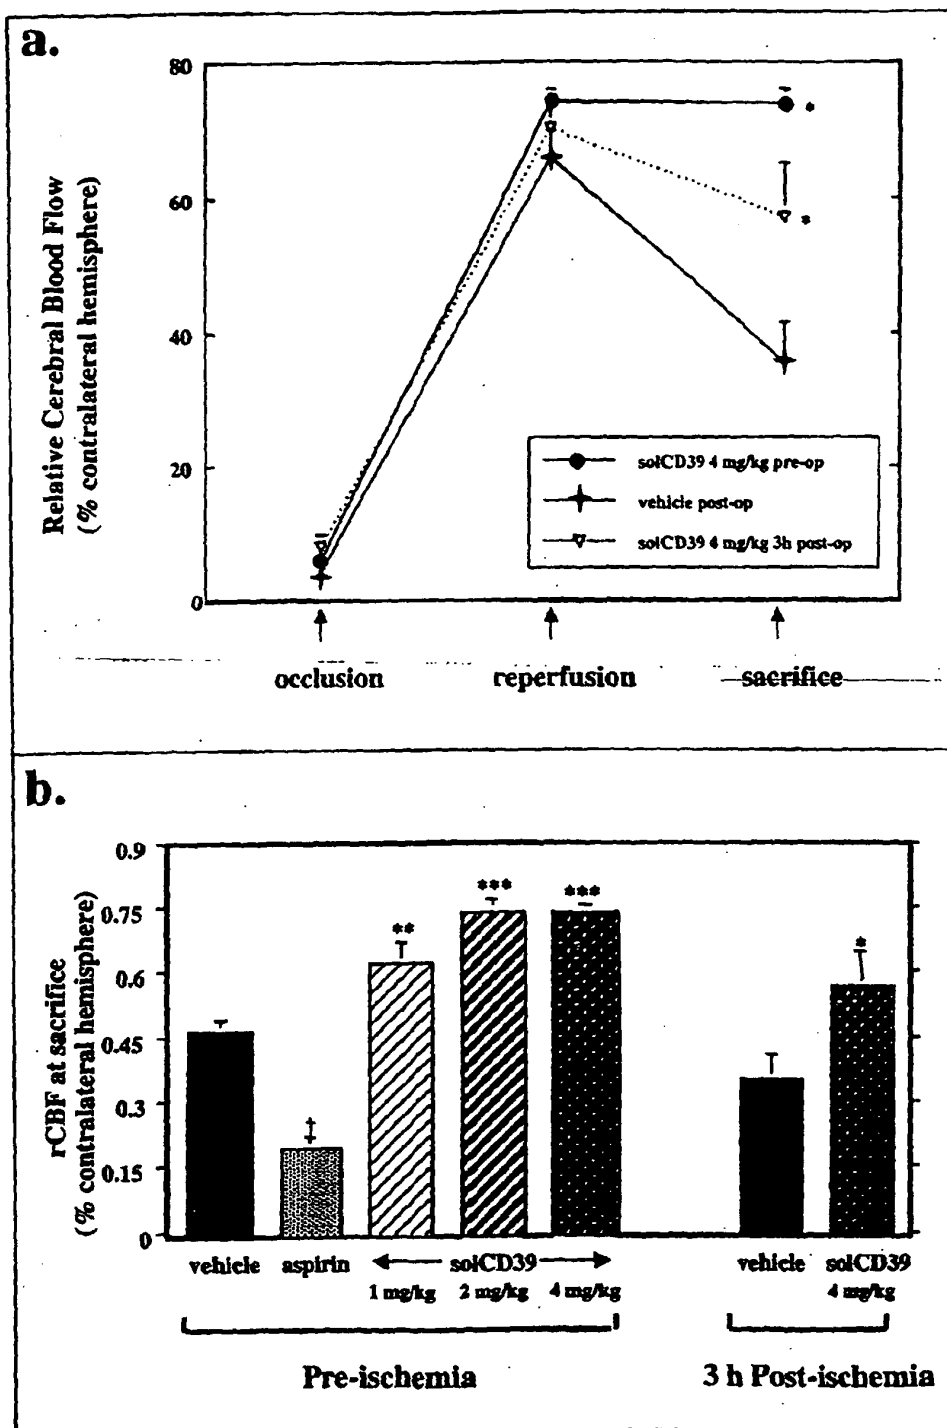 a.
80
60
40
20
0
Relative Cerebral Blood Flow
(% contralateral hemisphere)
solCD39 4 mg/kg pre-op
vehicle post-op
solCD39 4 mg/kg 3h post-op
*
*
occlusion reperfusion sacrifice
b.
0.9
0.75
0.6
0.45
0.3
0.15
0
rCBF at sacrifice
(% contralateral hemisphere)
‡ ** *** *** *
vehicle aspirin solCD39 vehicle solCD39
1 mg/kg 2 mg/kg 4 mg/kg 4 mg/kg
Pre-ischemia 3 h Post-ischemia